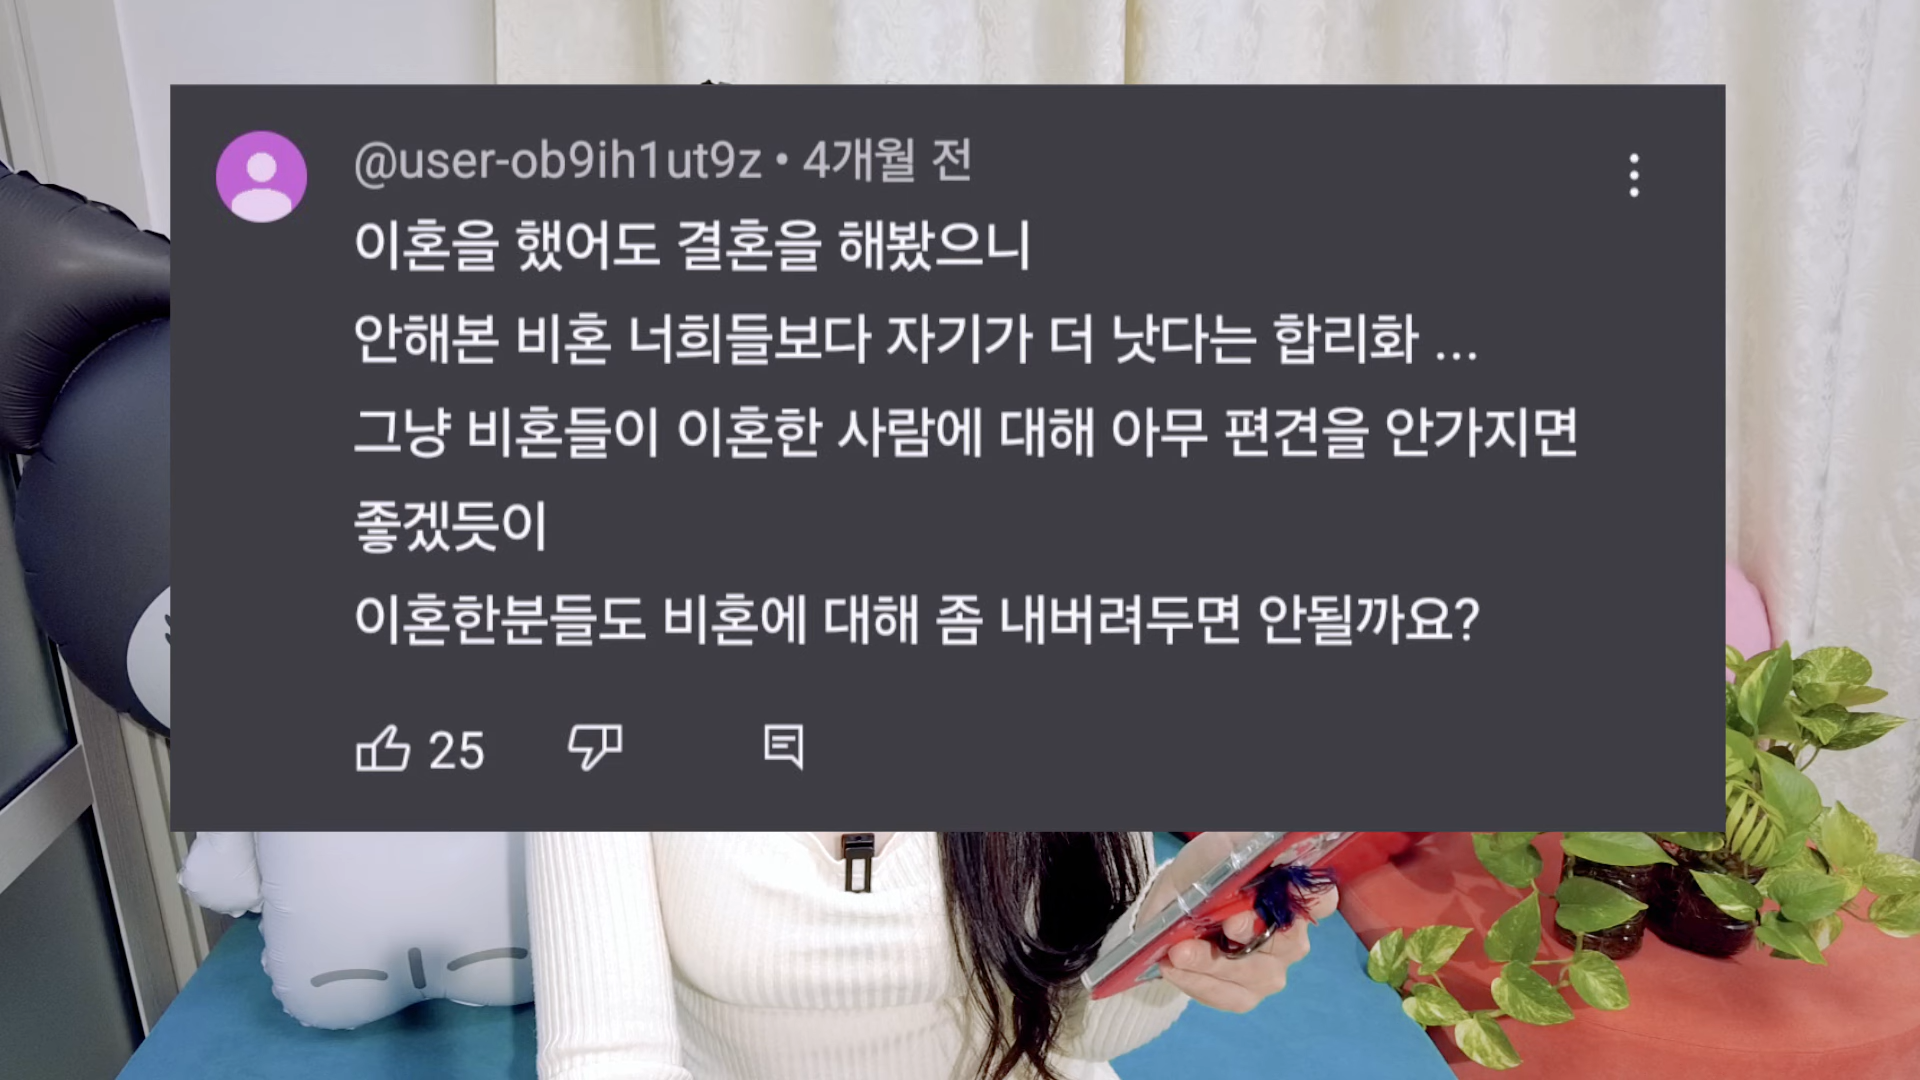 @user-ob9ih1ut9z • 4개월 전
이혼을 했어도 결혼을 해봤으니
안해본 비혼 너희들보다 자기가 더 낫다는 합리화 ...
그냥 비혼들이 이혼한 사람에 대해 아무 편견을 안가지면
좋겠듯이
이혼한분들도 비혼에 대해 좀 내버려두면 안될까요?
25